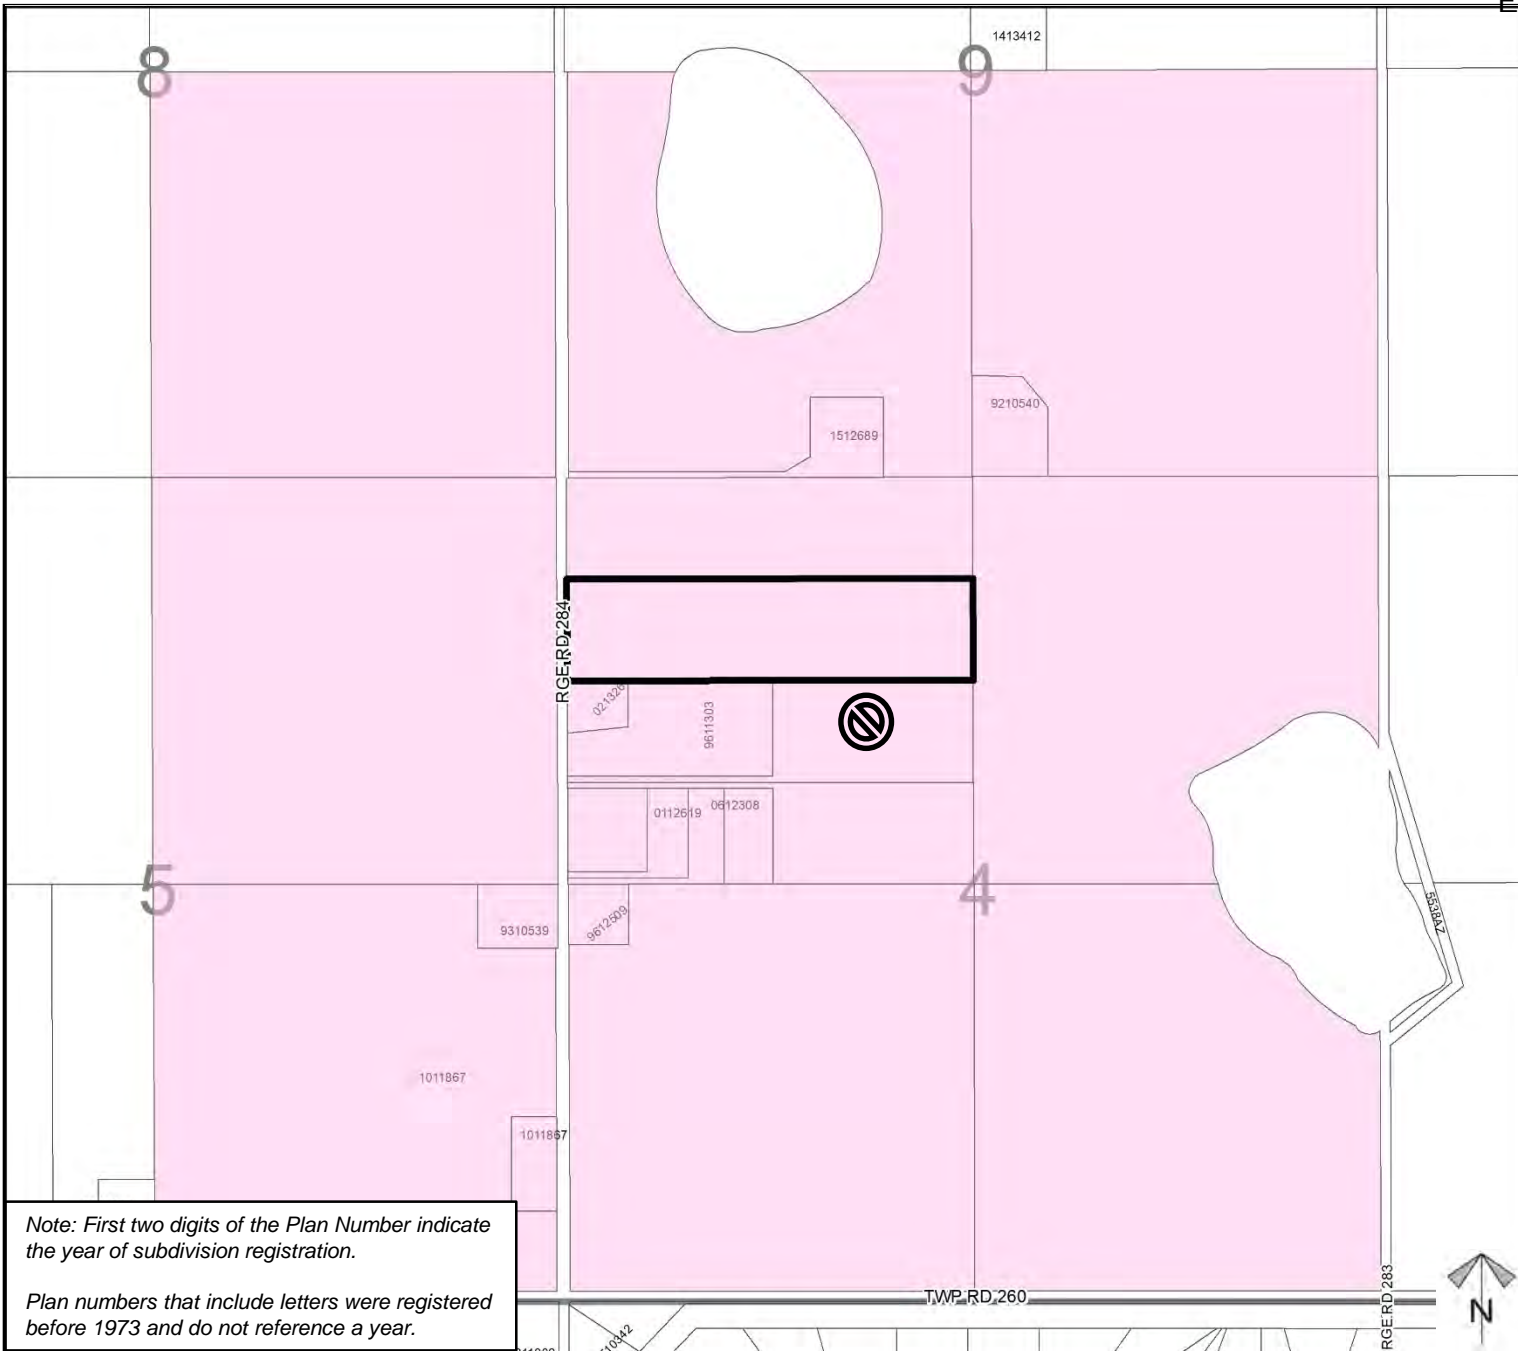 1413412
8
9
9210540
1512689
RGE RD 284
9611303
0112619
0612308
5
4
5538AZ
9310539
9612509
1011867
1011867
Note: First two digits of the Plan Number indicate
the year of subdivision registration.
Plan numbers that include letters were registered
before 1973 and do not reference a year.
TWP RD 260
RGE RD 283
N